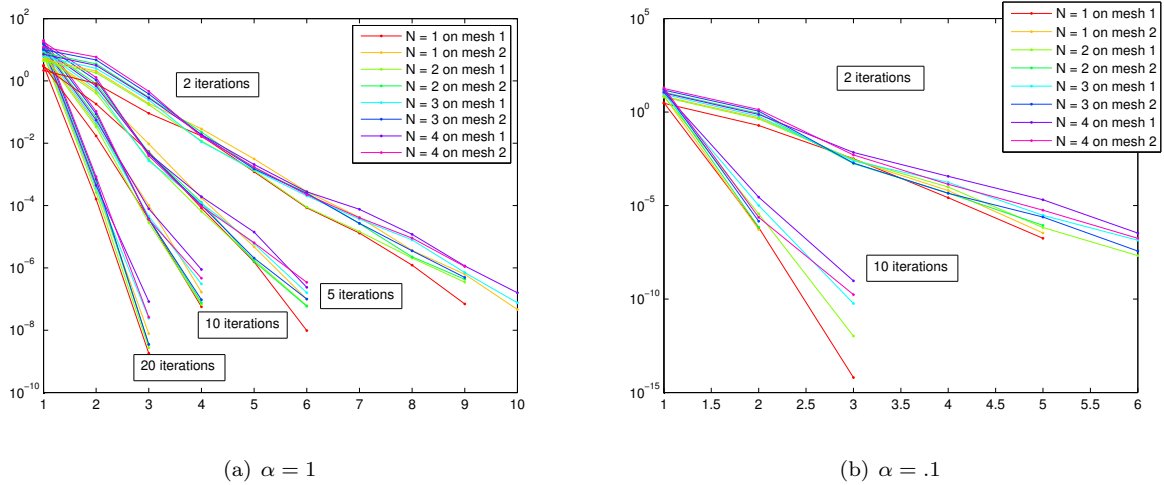 10^2
10^0
10^-2
10^-4
10^-6
10^-8
10^-10
1 2 3 4 5 6 7 8 9 10
2 iterations
5 iterations
10 iterations
20 iterations
N = 1 on mesh 1
N = 1 on mesh 2
N = 2 on mesh 1
N = 2 on mesh 2
N = 3 on mesh 1
N = 3 on mesh 2
N = 4 on mesh 1
N = 4 on mesh 2
(a) α = 1
10^5
10^0
10^-5
10^-10
10^-15
1 1.5 2 2.5 3 3.5 4 4.5 5 5.5 6
2 iterations
10 iterations
N = 1 on mesh 1
N = 1 on mesh 2
N = 2 on mesh 1
N = 2 on mesh 2
N = 3 on mesh 1
N = 3 on mesh 2
N = 4 on mesh 1
N = 4 on mesh 2
(b) α = .1